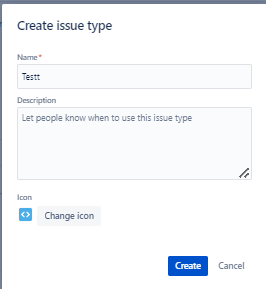 Create issue type
Name*
Testt
Description
Let people know when to use this issue type
Icon
Change icon
Create Cancel